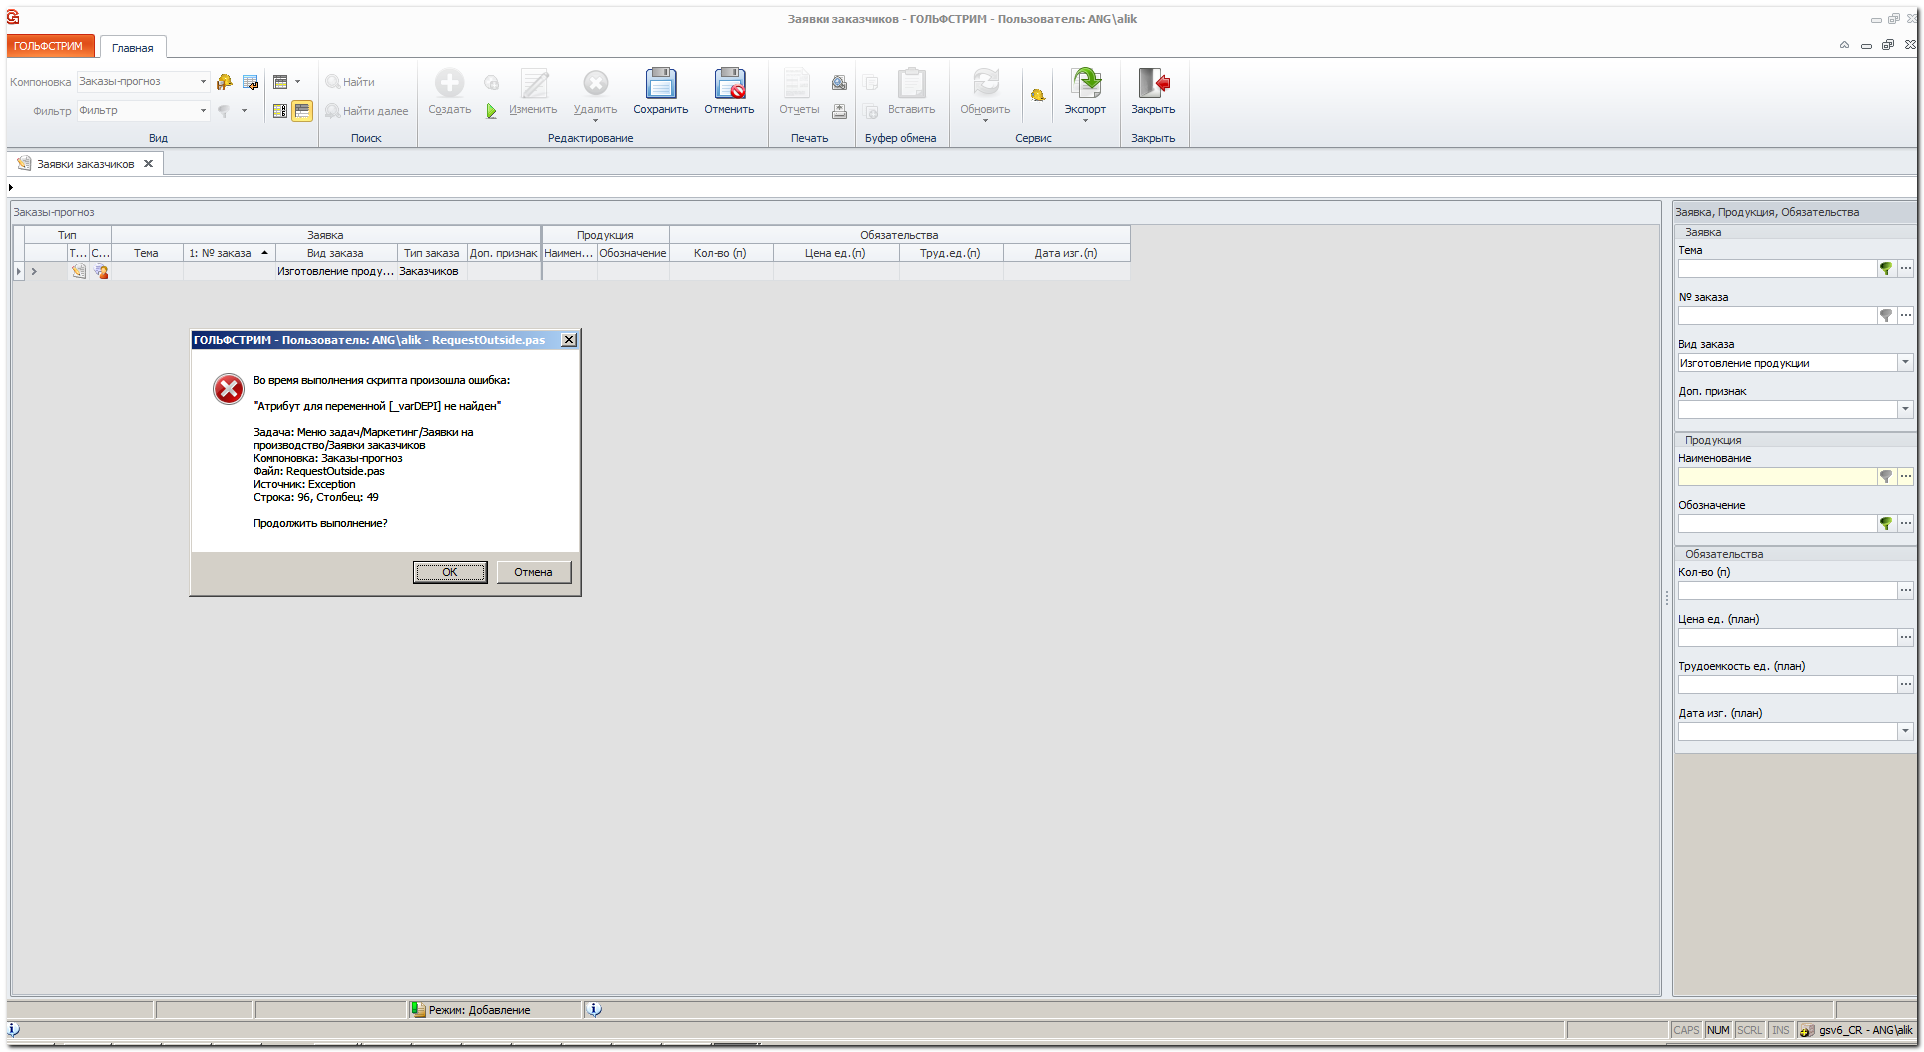 Заявки заказчиков - ГОЛЬФСТРИМ - Пользователь: ANG\alik
ГОЛЬФСТРИМ
Главная
Компоновка
Заказы-прогноз
Фильтр
Фильтр
Вид
Найти
Найти далее
Поиск
Создать
Изменить
Удалить
Сохранить
Отменить
Редактирование
Отчеты
Печать
Вставить
Буфер обмена
Обновить
Экспорт
Сервис
Закрыть
Закрыть
Заявки заказчиков
Заказы-прогноз
Тип
Заявка
Продукция
Обязательства
Т... С... Тема 1: № заказа Вид заказа Тип заказа Доп. признак Наимен... Обозначение Кол-во (п) Цена ед.(п) Труд.ед.(п) Дата изг.(п)
Изготовление проду... Заказчиков
ГОЛЬФСТРИМ - Пользователь: ANG\alik - RequestOutside.pas
Во время выполнения скрипта произошла ошибка:
"Атрибут для переменной [_varDEPI] не найден"
Задача: Меню задач/Маркетинг/Заявки на
производство/Заявки заказчиков
Компоновка: Заказы-прогноз
Файл: RequestOutside.pas
Источник: Exception
Строка: 96, Столбец: 49
Продолжить выполнение?
ОК
Отмена
Заявка, Продукция, Обязательства
Заявка
Тема
№ заказа
Вид заказа
Изготовление продукции
Доп. признак
Продукция
Наименование
Обозначение
Обязательства
Кол-во (п)
Цена ед. (план)
Трудоемкость ед. (план)
Дата изг. (план)
Режим: Добавление
CAPS NUM SCRL INS gsv6_CR - ANG\alik